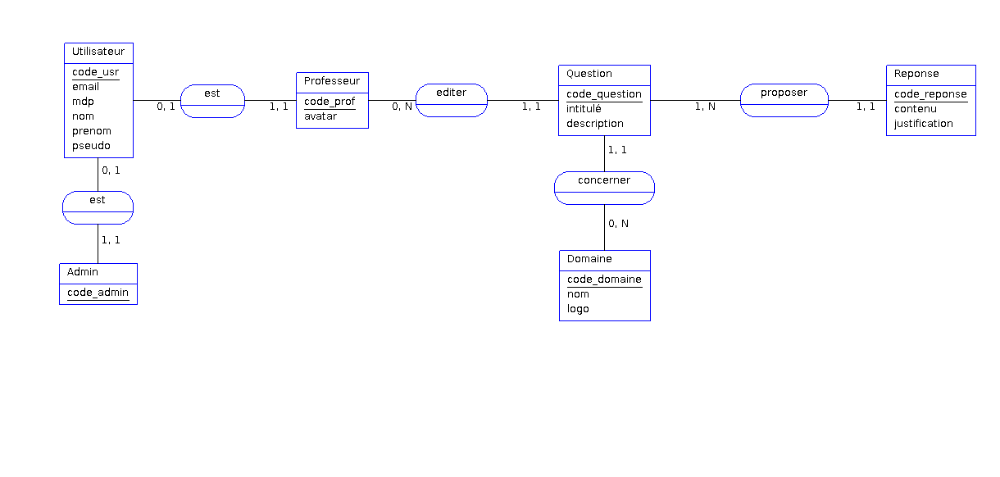 Utilisateur
code_usr
email
mdp
nom
prenom
pseudo
0, 1
est
1, 1
Professeur
code_prof
avatar
0, N
editer
1, 1
Question
code_question
intitulé
description
1, N
proposer
1, 1
Reponse
code_reponse
contenu
justification
0, 1
est
1, 1
Admin
code_admin
1, 1
concerner
0, N
Domaine
code_domaine
nom
logo